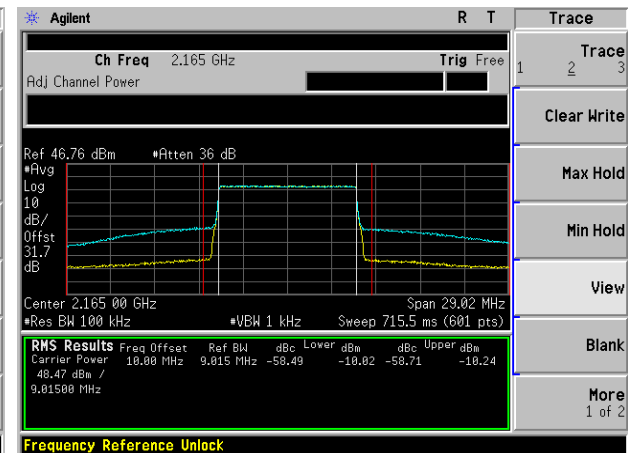 Agilent R T Trace
Ch Freq 2.165 GHz Trig Free
Adj Channel Power
Trace
1 2 3
Clear Write
Max Hold
Min Hold
View
Blank
More
1 of 2
Ref 46.76 dBm #Atten 36 dB
#Avg
Log
10
dB/
Offst
31.7
dB
Center 2.165 00 GHz Span 29.02 MHz
#Res BW 100 kHz #VBW 1 kHz Sweep 715.5 ms (601 pts)
RMS Results Freq Offset Ref BW dBc Lower dBm dBc Upper dBm
Carrier Power 10.00 MHz 9.015 MHz -58.49 -10.02 -58.71 -10.24
48.47 dBm /
9.01500 MHz
Frequency Reference Unlock